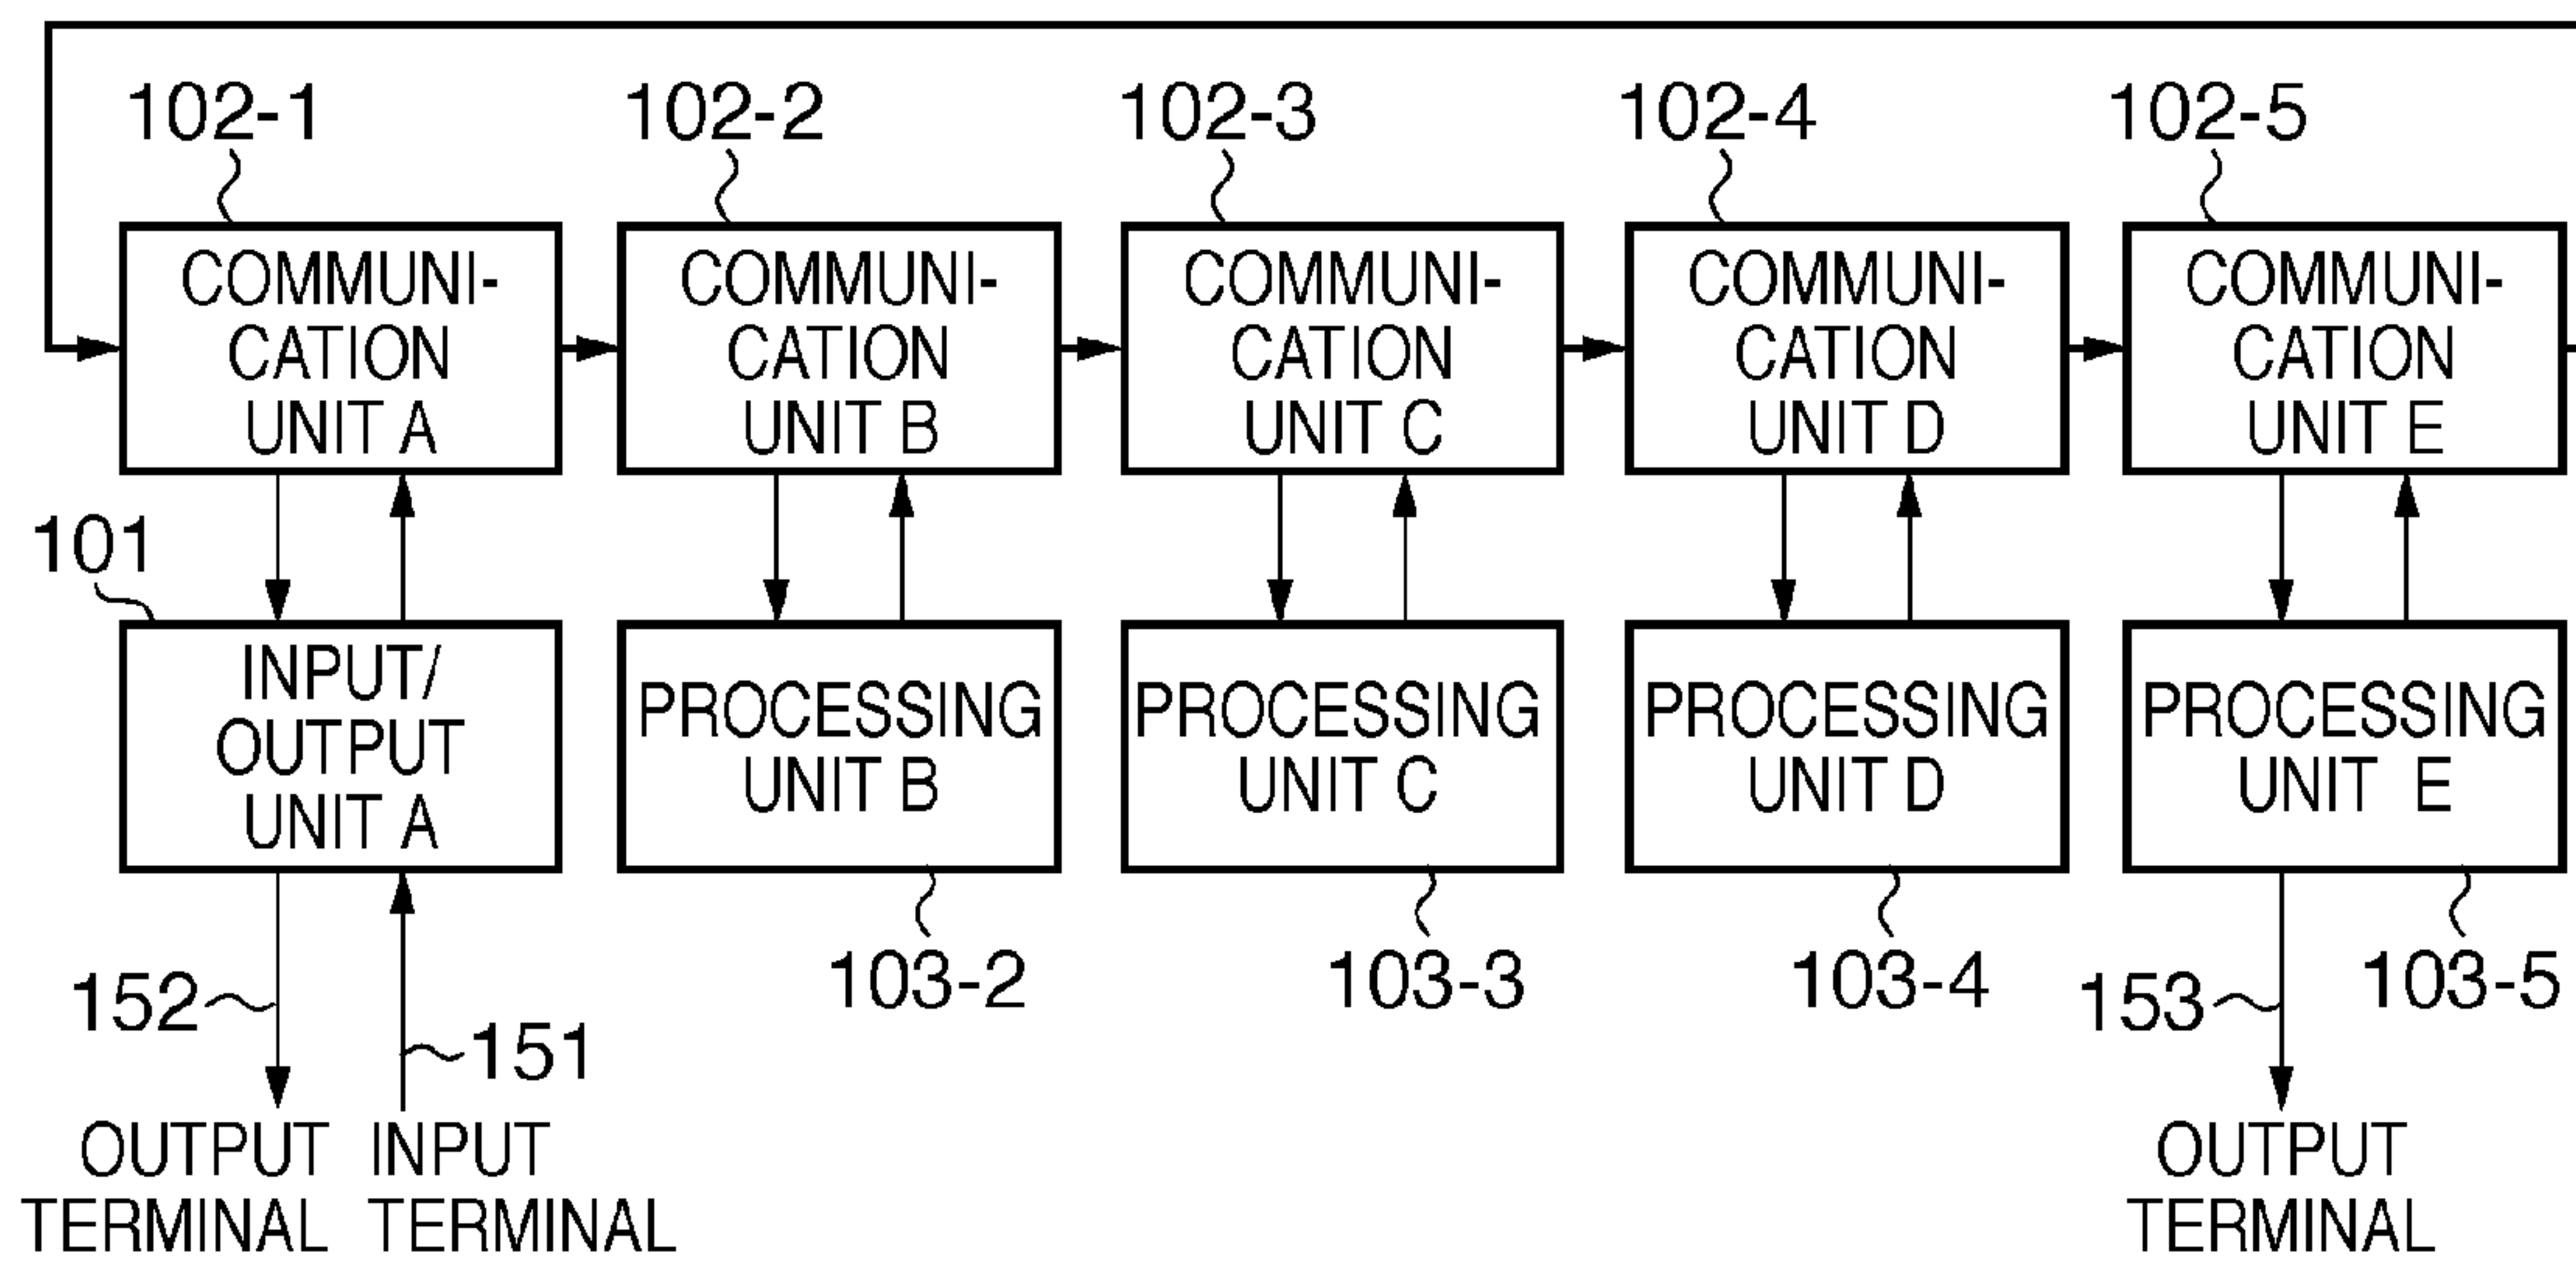 102-1 102-2 102-3 102-4 102-5
COMMUNI-
CATION
UNIT A
COMMUNI-
CATION
UNIT B
COMMUNI-
CATION
UNIT C
COMMUNI-
CATION
UNIT D
COMMUNI-
CATION
UNIT E
101
INPUT/
OUTPUT
UNIT A
PROCESSING
UNIT B
PROCESSING
UNIT C
PROCESSING
UNIT D
PROCESSING
UNIT E
103-2 103-3 103-4 103-5
152
151
153
OUTPUT
TERMINAL
INPUT
TERMINAL
OUTPUT
TERMINAL